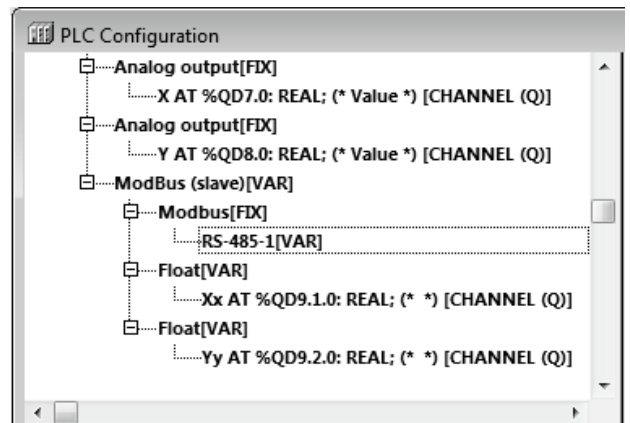 PLC Configuration
Analog output[FIX]
X AT %QD7.0: REAL; (* Value *) [CHANNEL (Q)]
Analog output[FIX]
Y AT %QD8.0: REAL; (* Value *) [CHANNEL (Q)]
ModBus (slave)[VAR]
Modbus[FIX]
RS-485-1[VAR]
Float[VAR]
Xx AT %QD9.1.0: REAL; (*  *) [CHANNEL (Q)]
Float[VAR]
Yy AT %QD9.2.0: REAL; (*  *) [CHANNEL (Q)]